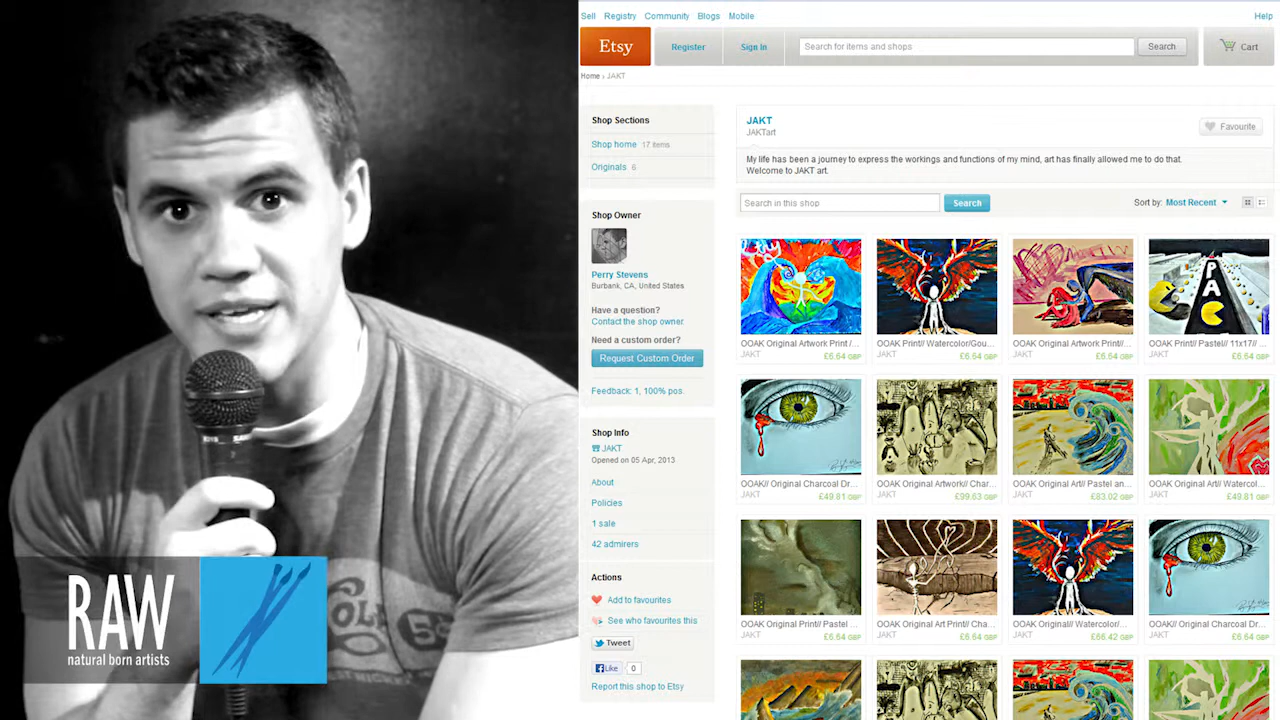 Sell Registry Community Blogs Mobile Help
Etsy Register Sign In Search for items and shops Search Cart
Home › JAKT
Shop Sections
Shop home 17 items
Originals 6
Shop Owner
Perry Stevens
Burbank, CA, United States
Have a question?
Contact the shop owner.
Need a custom order?
Request Custom Order
Feedback: 1, 100% pos.
Shop Info
JAKT
Opened on 05 Apr, 2013
About
Policies
1 sale
42 admirers
Actions
Add to favourites
See who favourites this
Tweet
Like 0
Report this shop to Etsy
JAKT
JAKTart
Favourite
My life has been a journey to express the workings and functions of my mind, art has finally allowed me to do that.
Welcome to JAKT art.
Search in this shop Search Sort by: Most Recent
PAC
OOAK Original Artwork Print /... OOAK Print// Watercolor/Gou... OOAK Original Artwork Print//... OOAK Print// Pastel// 11x17// ...
JAKT £6.64 GBP JAKT £6.64 GBP JAKT £6.64 GBP JAKT £6.64 GBP
OOAK// Original Charcoal Dr... OOAK Original Artwork// Char... OOAK Original Art// Pastel an... OOAK Original Art// Watercol...
JAKT £49.81 GBP JAKT £99.63 GBP JAKT £83.02 GBP JAKT £49.81 GBP
OOAK Original Print// Pastel ... OOAK Original Art Print// Cha... OOAK Original// Watercolor/... OOAK// Original Charcoal Dr...
JAKT £6.64 GBP JAKT £6.64 GBP JAKT £66.42 GBP JAKT £6.64 GBP
RAW
natural born artists